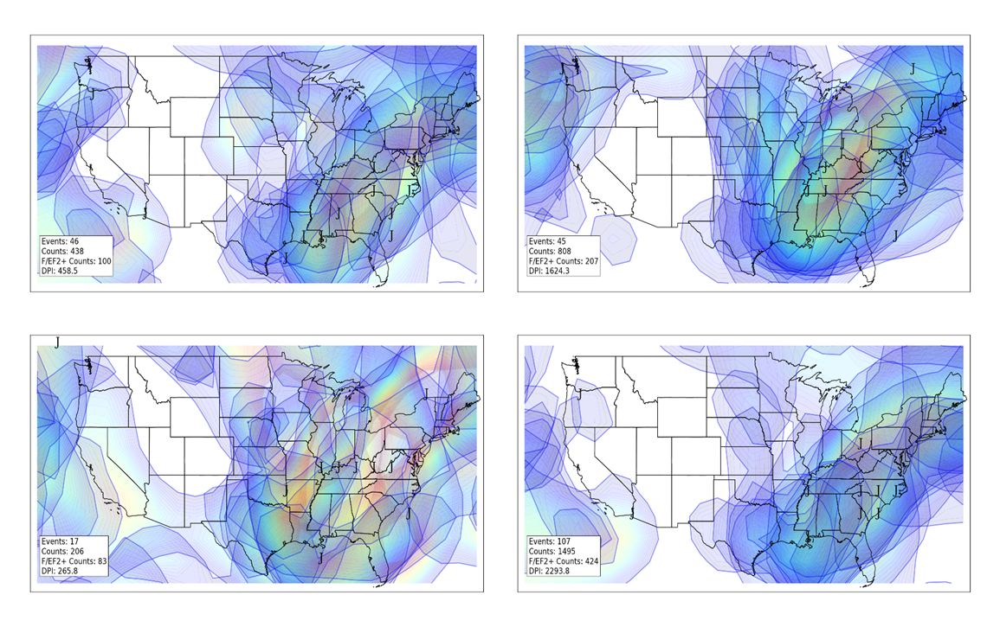 J
J
J
J
J
J
Events: 46
Counts: 438
F/EF2+ Counts: 100
DPI: 458.5
J
J
J
J
Events: 45
Counts: 808
F/EF2+ Counts: 207
DPI: 1624.3
J
J
J
J
J
J
J
J
Events: 17
Counts: 206
F/EF2+ Counts: 83
DPI: 265.8
J
J
J
J
J
J
J
Events: 107
Counts: 1495
F/EF2+ Counts: 424
DPI: 2293.8